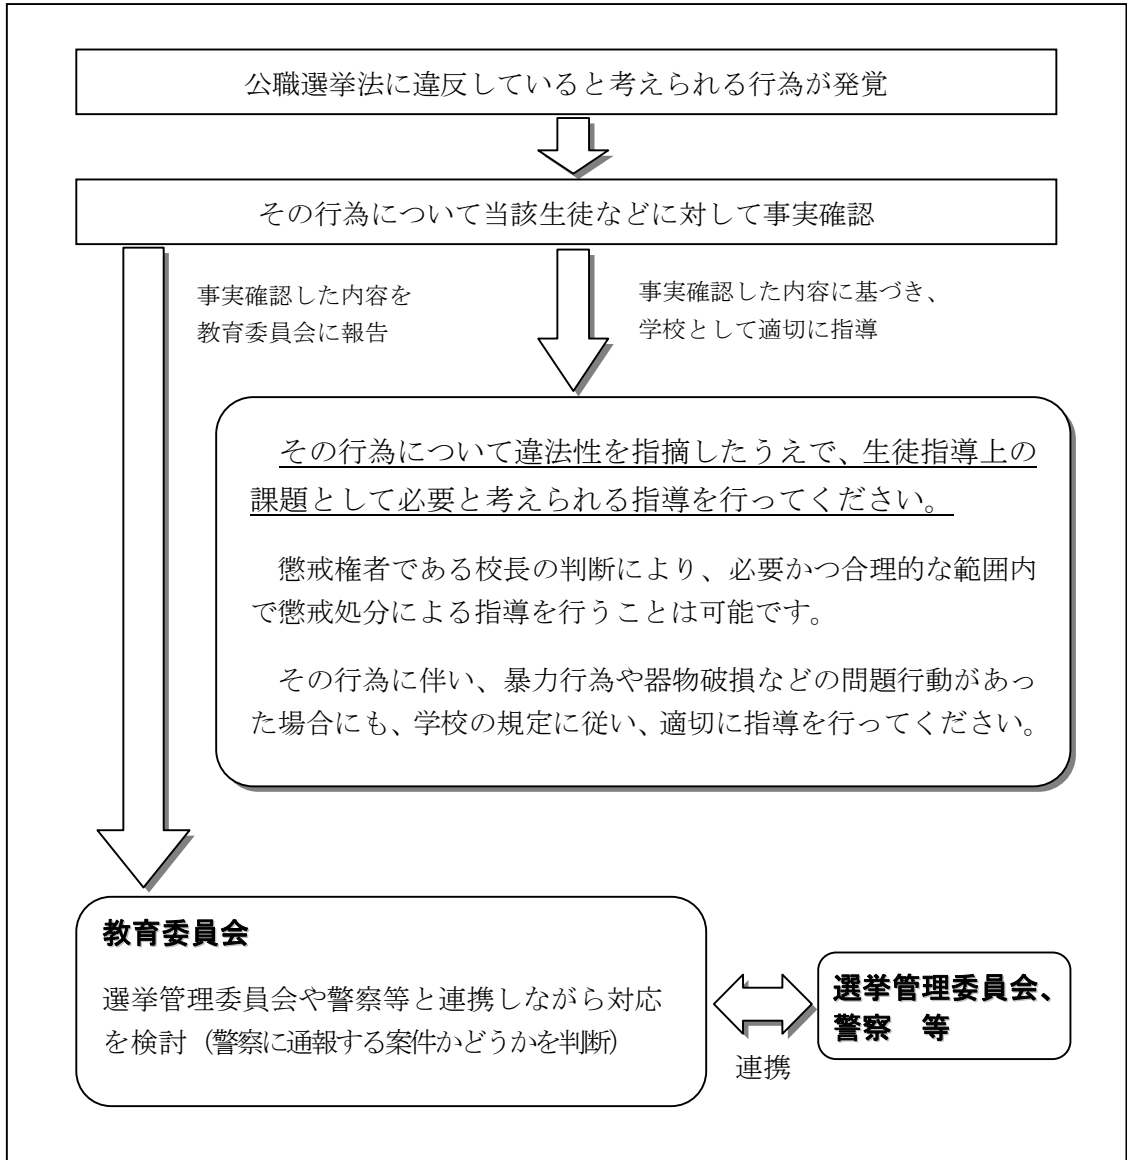 公職選挙法に違反していると考えられる行為が発覚
その行為について当該生徒などに対して事実確認
事実確認した内容を
教育委員会に報告
事実確認した内容に基づき、
学校として適切に指導
その行為について違法性を指摘したうえで、生徒指導上の
課題として必要と考えられる指導を行ってください。
懲戒権者である校長の判断により、必要かつ合理的な範囲内
で懲戒処分による指導を行うことは可能です。
その行為に伴い、暴力行為や器物破損などの問題行動があっ
た場合にも、学校の規定に従い、適切に指導を行ってください。
教育委員会
選挙管理委員会や警察等と連携しながら対応
を検討（警察に通報する案件かどうかを判断）
連携
選挙管理委員会、
警察　等